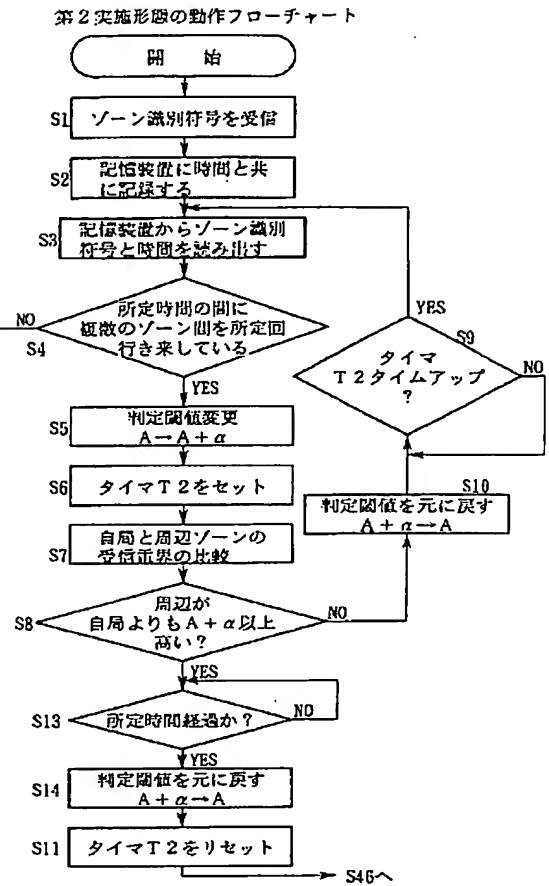 第2実施形態の動作フローチャート
開 始
S1
ゾーン識別符号を受信
S2
記憶装置に時間と共
に記録する
S3
記憶装置からゾーン識別
符号と時間を読み出す
NO
所定時間の間に
複数のゾーン間を所定回
行き来している
S4
YES
S5
判定閾値変更
A→A+α
S6
タイマT2をセット
S7
自局と周辺ゾーンの
受信電界の比較
S8
周辺が
自局よりもA+α以上
高い?
NO
YES
YES
S9
タイマ
T2タイムアップ
?
NO
S10
判定閾値を元に戻す
A+α→A
S13
所定時間経過か?
NO
YES
S14
判定閾値を元に戻す
A+α→A
S11
タイマT2をリセット
S46へ